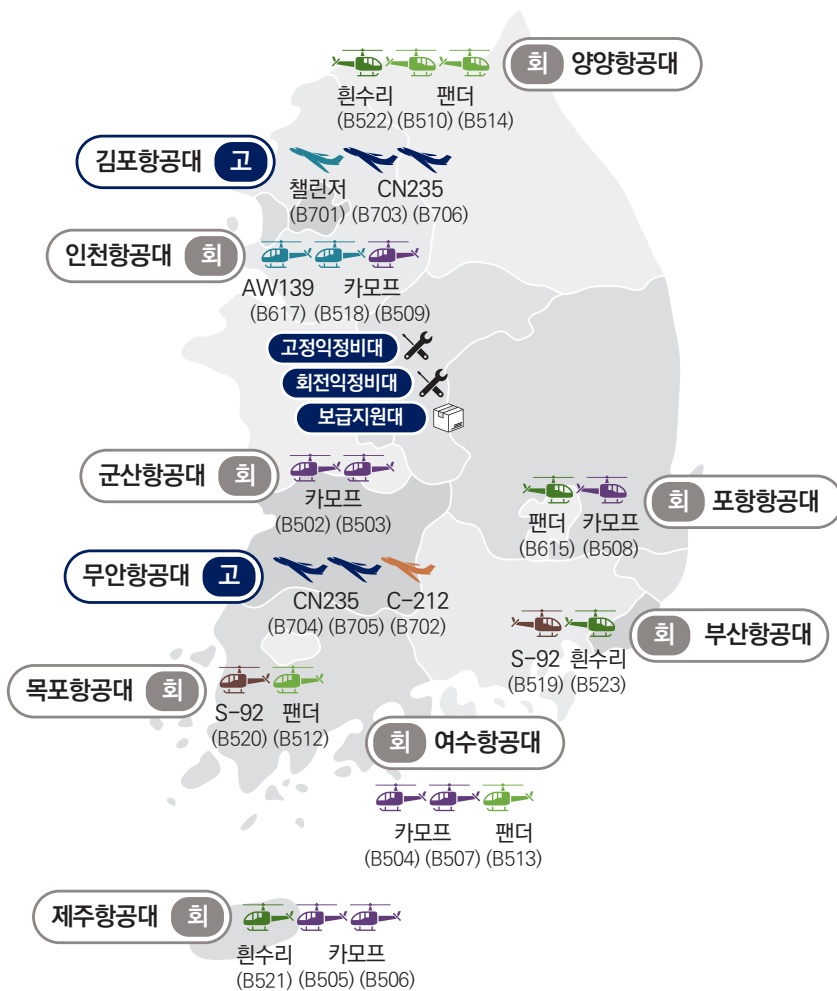 회 양양항공대
흰수리 팬더
(B522) (B510) (B514)
김포항공대 고
챌린저 CN235
(B701) (B703) (B706)
인천항공대 회
AW139 카모프
(B617) (B518) (B509)
고정익정비대
회전익정비대
보급지원대
군산항공대 회
카모프
(B502) (B503)
팬더 카모프
(B615) (B508)
회 포항항공대
무안항공대 고
CN235 C-212
(B704) (B705) (B702)
S-92 흰수리
(B519) (B523)
회 부산항공대
목포항공대 회
S-92 팬더
(B520) (B512)
회 여수항공대
카모프 팬더
(B504) (B507) (B513)
제주항공대 회
흰수리 카모프
(B521) (B505) (B506)